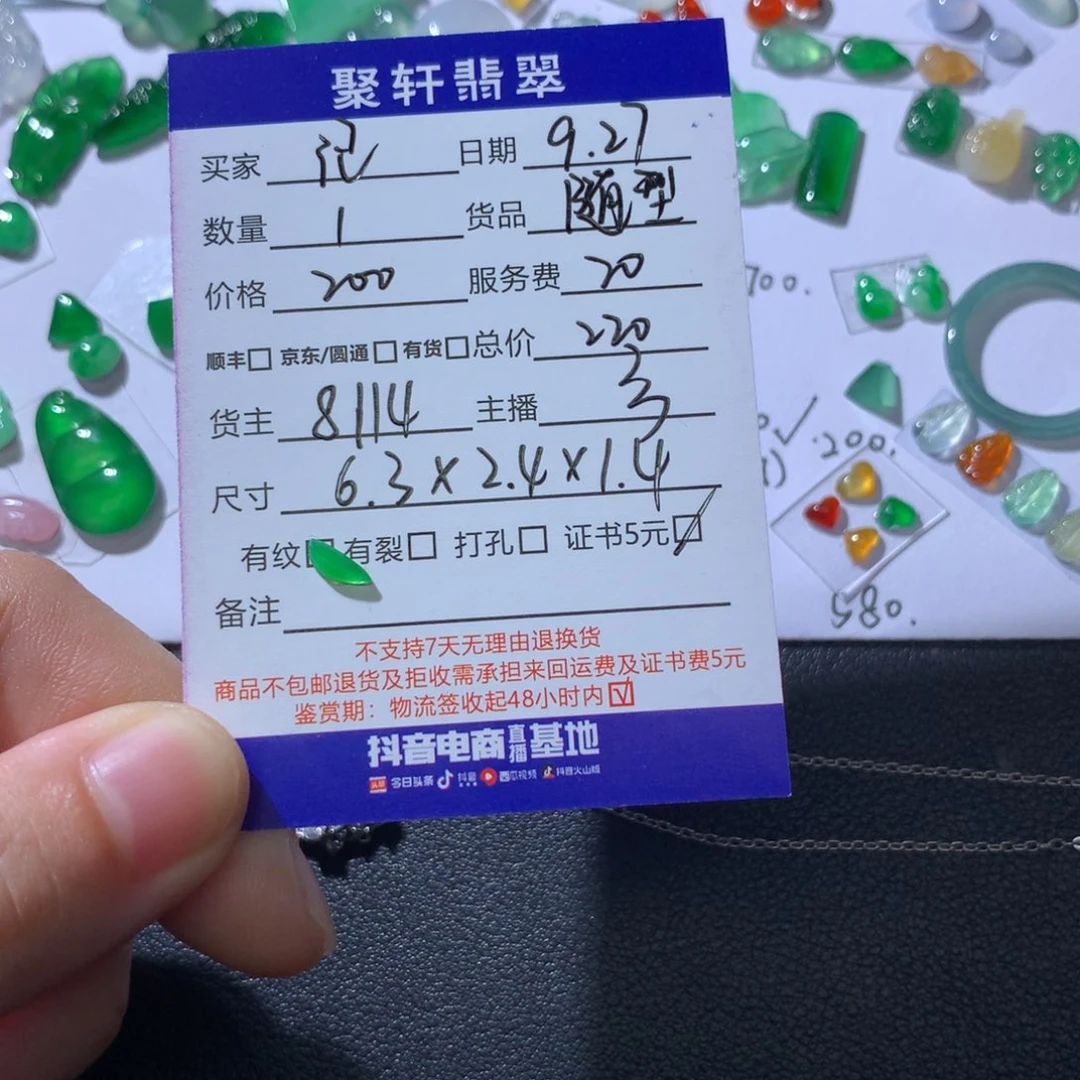 聚轩翡翠
买家 记 日期 9.27
数量 1 货品 随型
价格 200 服务费 20
顺丰□ 京东/圆通□ 有货□ 总价 220
货主 8114 主播
尺寸 6.3×2.4×1.4
有纹□ 有裂□ 打孔□ 证书5元☑
备注
不支持7天无理由退换货
商品不包邮退货及拒收需承担来回运费及证书费5元
鉴赏期：物流签收起48小时内☑
抖音电商直播基地
头条 今日头条 抖音 西瓜视频 抖音火山版
700.
200.
580.